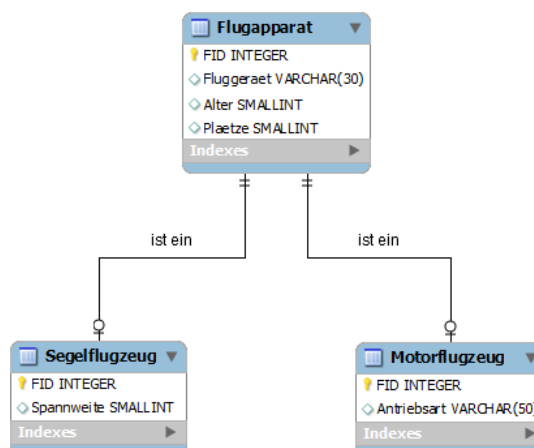 Flugapparat
FID INTEGER
Fluggeraet VARCHAR(30)
Alter SMALLINT
Plaetze SMALLINT
Indexes
ist ein
ist ein
Segelflugzeug
FID INTEGER
Spannweite SMALLINT
Indexes
Motorflugzeug
FID INTEGER
Antriebsart VARCHAR(50)
Indexes